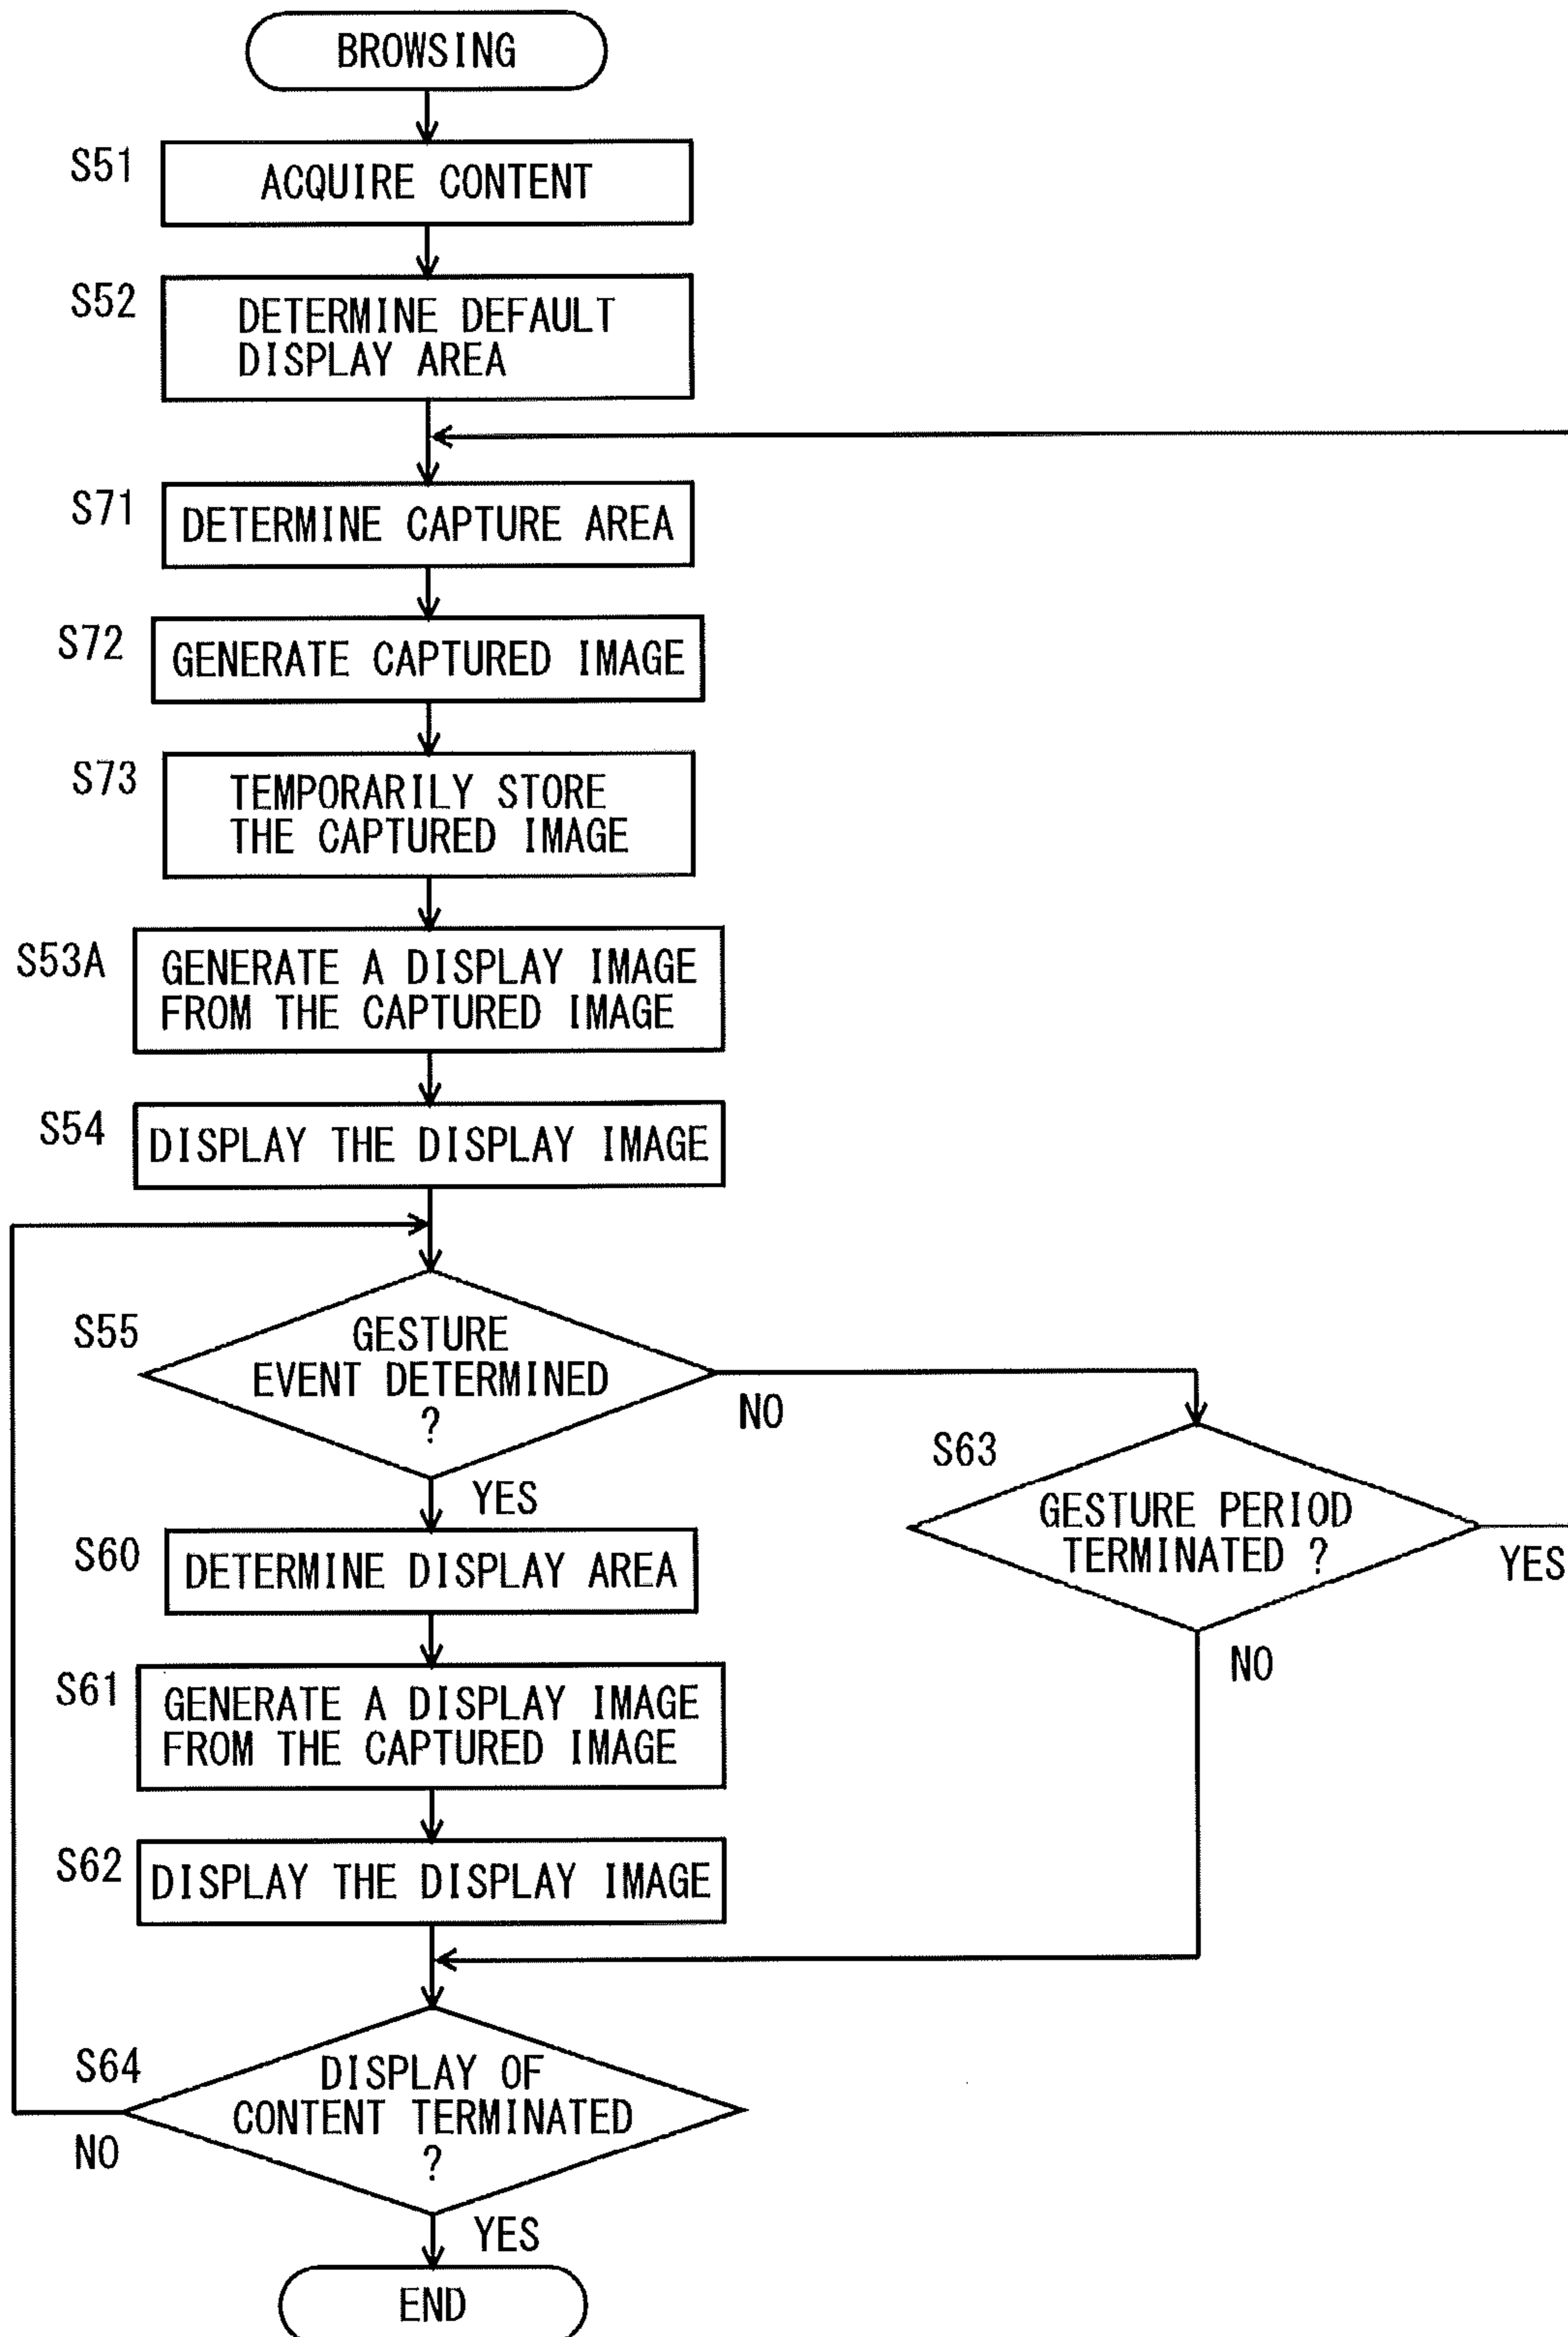 BROWSING
S51
ACQUIRE CONTENT
S52
DETERMINE DEFAULT
DISPLAY AREA
S71
DETERMINE CAPTURE AREA
S72
GENERATE CAPTURED IMAGE
S73
TEMPORARILY STORE
THE CAPTURED IMAGE
S53A
GENERATE A DISPLAY IMAGE
FROM THE CAPTURED IMAGE
S54
DISPLAY THE DISPLAY IMAGE
S55
GESTURE
EVENT DETERMINED
?
NO
YES
S63
GESTURE PERIOD
TERMINATED ?
YES
NO
S60
DETERMINE DISPLAY AREA
S61
GENERATE A DISPLAY IMAGE
FROM THE CAPTURED IMAGE
S62
DISPLAY THE DISPLAY IMAGE
S64
DISPLAY OF
CONTENT TERMINATED
?
NO
YES
END